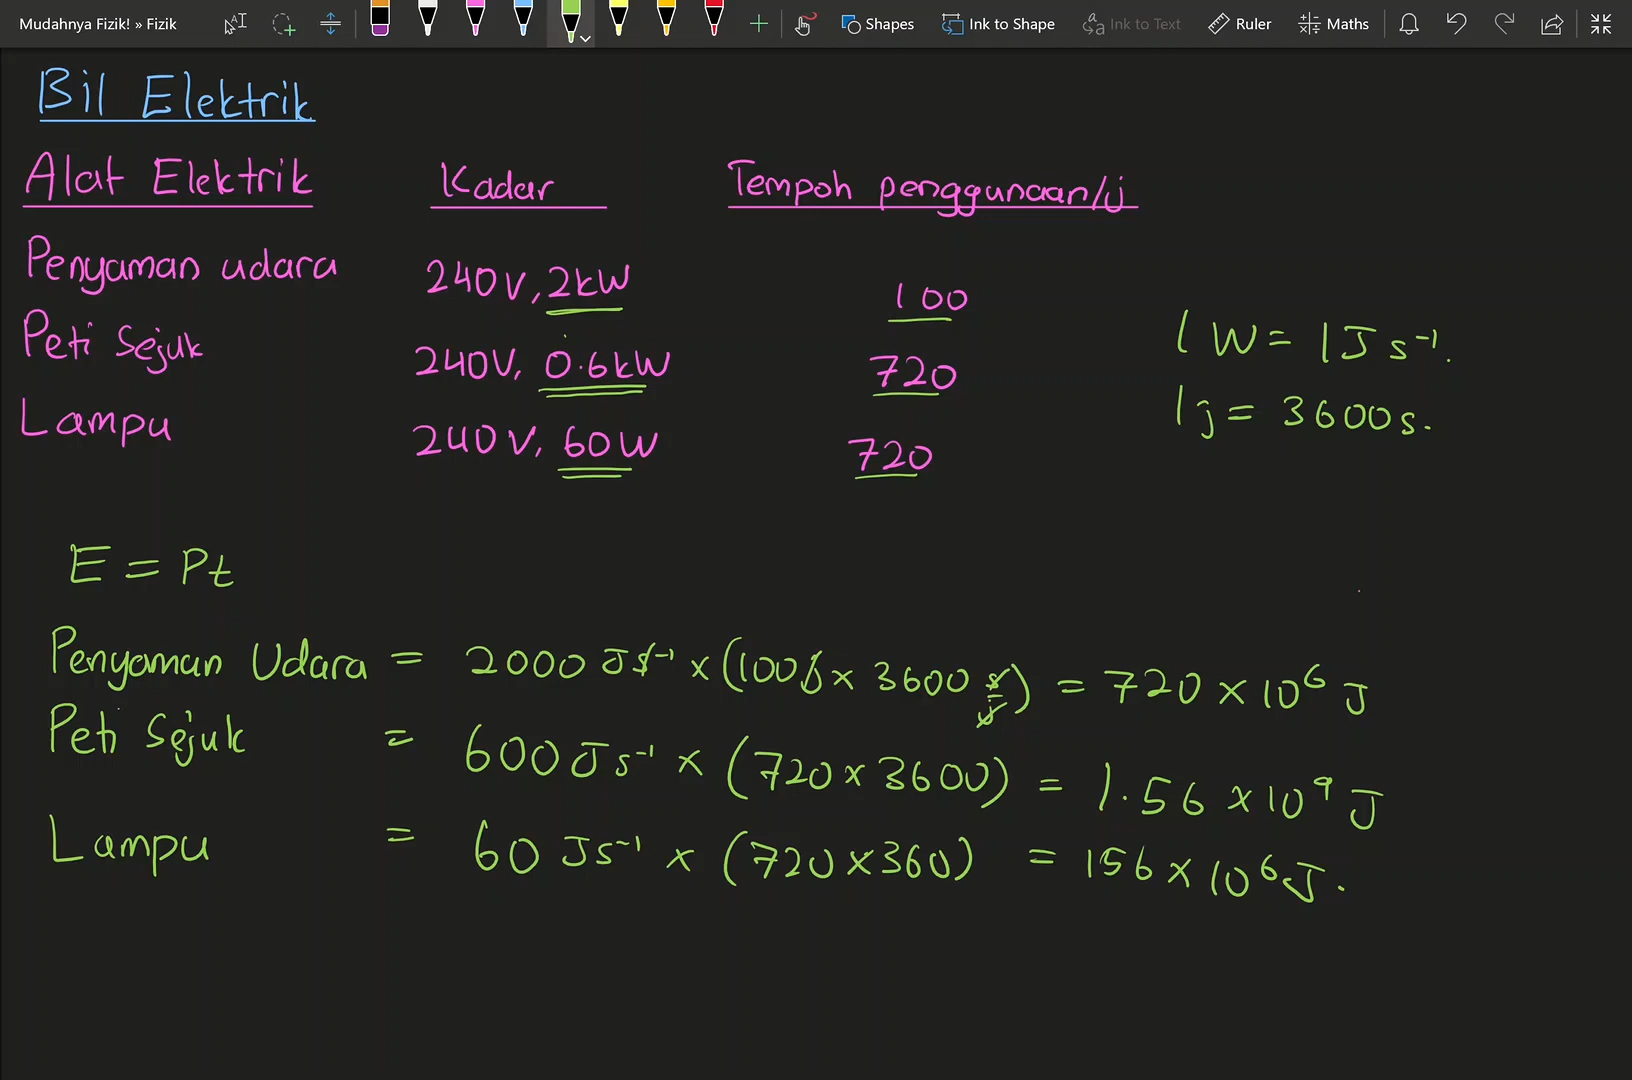 Mudahnya Fizik! » Fizik
Shapes Ink to Shape Ink to Text Ruler Maths
Bil Elektrik
Alat Elektrik Kadar Tempoh penggunaan/j
Penyaman udara 240V, 2kW 100
Peti Sejuk 240V, 0.6kW 720
Lampu 240V, 60W 720
1 W = 1 J s⁻¹.
1 j = 3600 s.
E = Pt
Penyaman Udara = 2000 J s⁻¹ × (100 j × 3600 s/j) = 720 × 10⁶ J
Peti Sejuk = 600 J s⁻¹ × (720 × 3600) = 1.56 × 10⁹ J
Lampu = 60 J s⁻¹ × (720 × 360) = 156 × 10⁶ J.